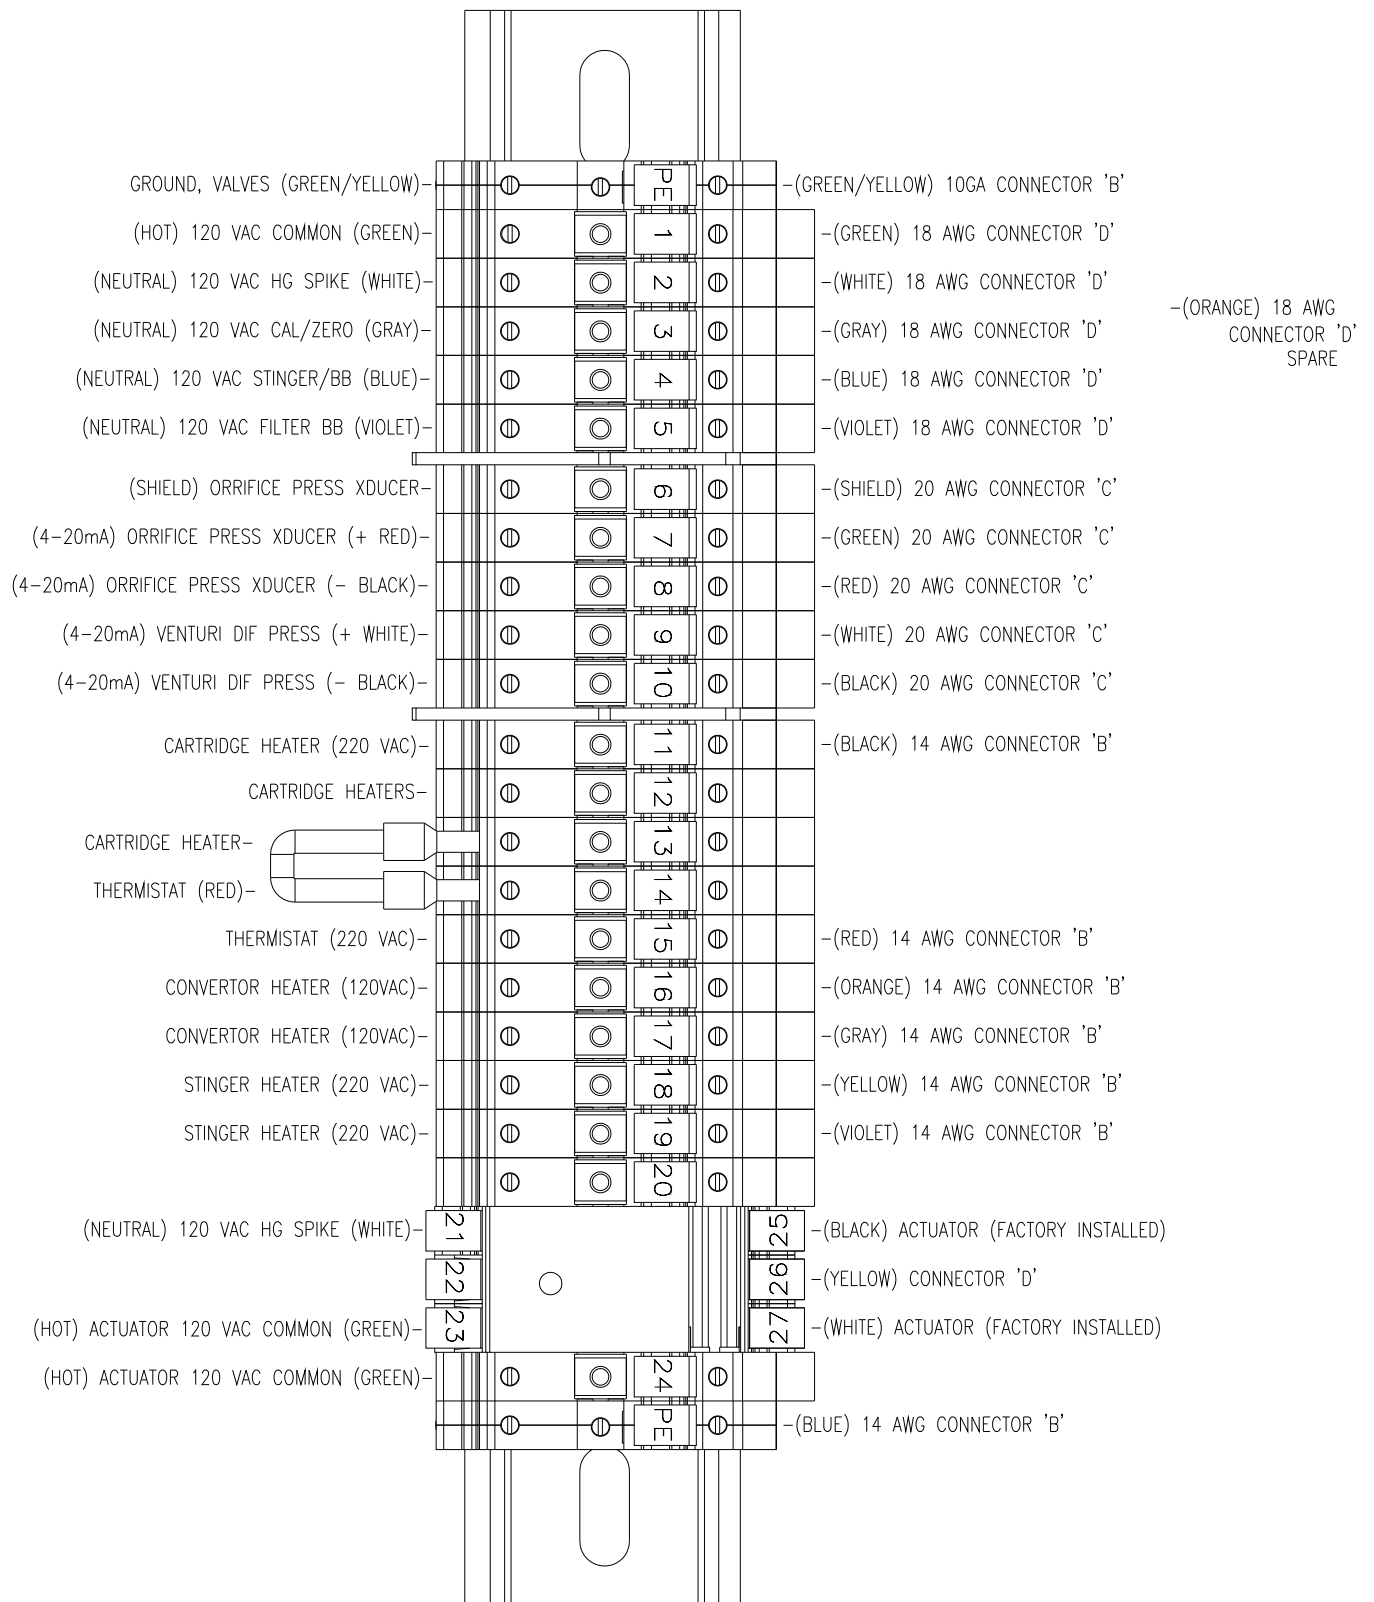 GROUND, VALVES (GREEN/YELLOW)- PE -(GREEN/YELLOW) 10GA CONNECTOR 'B'
(HOT) 120 VAC COMMON (GREEN)- 1 -(GREEN) 18 AWG CONNECTOR 'D'
(NEUTRAL) 120 VAC HG SPIKE (WHITE)- 2 -(WHITE) 18 AWG CONNECTOR 'D'
-(ORANGE) 18 AWG
CONNECTOR 'D'
SPARE
(NEUTRAL) 120 VAC CAL/ZERO (GRAY)- 3 -(GRAY) 18 AWG CONNECTOR 'D'
(NEUTRAL) 120 VAC STINGER/BB (BLUE)- 4 -(BLUE) 18 AWG CONNECTOR 'D'
(NEUTRAL) 120 VAC FILTER BB (VIOLET)- 5 -(VIOLET) 18 AWG CONNECTOR 'D'
(SHIELD) ORRIFICE PRESS XDUCER- 6 -(SHIELD) 20 AWG CONNECTOR 'C'
(4-20mA) ORRIFICE PRESS XDUCER (+ RED)- 7 -(GREEN) 20 AWG CONNECTOR 'C'
(4-20mA) ORRIFICE PRESS XDUCER (- BLACK)- 8 -(RED) 20 AWG CONNECTOR 'C'
(4-20mA) VENTURI DIF PRESS (+ WHITE)- 9 -(WHITE) 20 AWG CONNECTOR 'C'
(4-20mA) VENTURI DIF PRESS (- BLACK)- 10 -(BLACK) 20 AWG CONNECTOR 'C'
CARTRIDGE HEATER (220 VAC)- 11 -(BLACK) 14 AWG CONNECTOR 'B'
CARTRIDGE HEATERS- 12
CARTRIDGE HEATER- 13
THERMISTAT (RED)- 14
THERMISTAT (220 VAC)- 15 -(RED) 14 AWG CONNECTOR 'B'
CONVERTOR HEATER (120VAC)- 16 -(ORANGE) 14 AWG CONNECTOR 'B'
CONVERTOR HEATER (120VAC)- 17 -(GRAY) 14 AWG CONNECTOR 'B'
STINGER HEATER (220 VAC)- 18 -(YELLOW) 14 AWG CONNECTOR 'B'
STINGER HEATER (220 VAC)- 19 -(VIOLET) 14 AWG CONNECTOR 'B'
20
(NEUTRAL) 120 VAC HG SPIKE (WHITE)- 21 25 -(BLACK) ACTUATOR (FACTORY INSTALLED)
22 26 -(YELLOW) CONNECTOR 'D'
(HOT) ACTUATOR 120 VAC COMMON (GREEN)- 23 27 -(WHITE) ACTUATOR (FACTORY INSTALLED)
(HOT) ACTUATOR 120 VAC COMMON (GREEN)- 24
PE -(BLUE) 14 AWG CONNECTOR 'B'